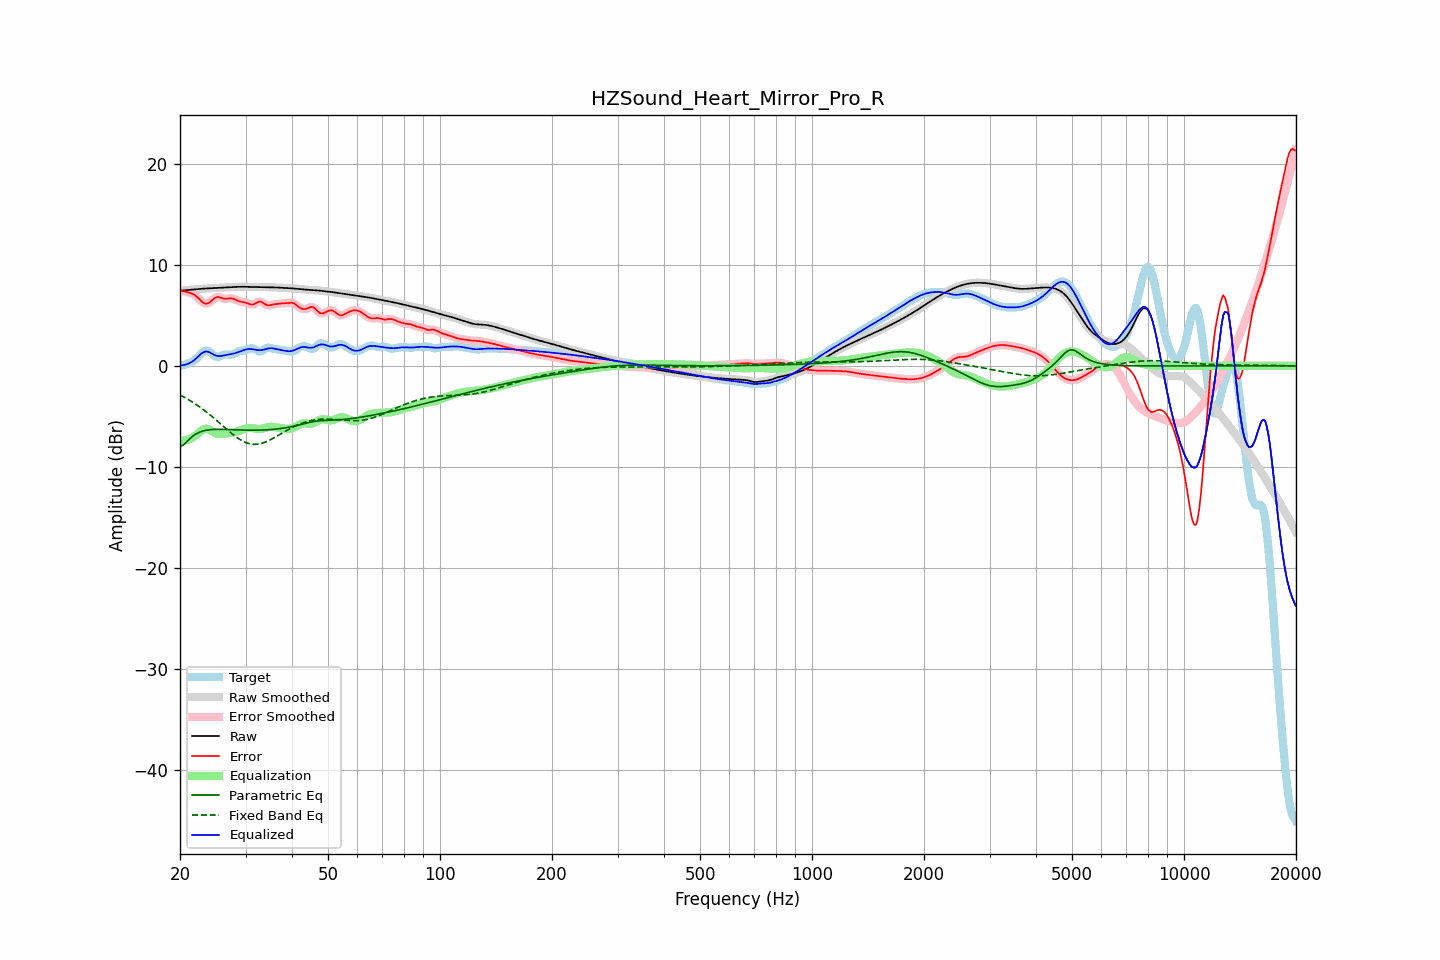 HZSound_Heart_Mirror_Pro_R
20
10
0
−10
−20
−30
−40
Amplitude (dBr)
Target
Raw Smoothed
Error Smoothed
Raw
Error
Equalization
Parametric Eq
Fixed Band Eq
Equalized
20 50 100 200 500 1000 2000 5000 10000 20000
Frequency (Hz)